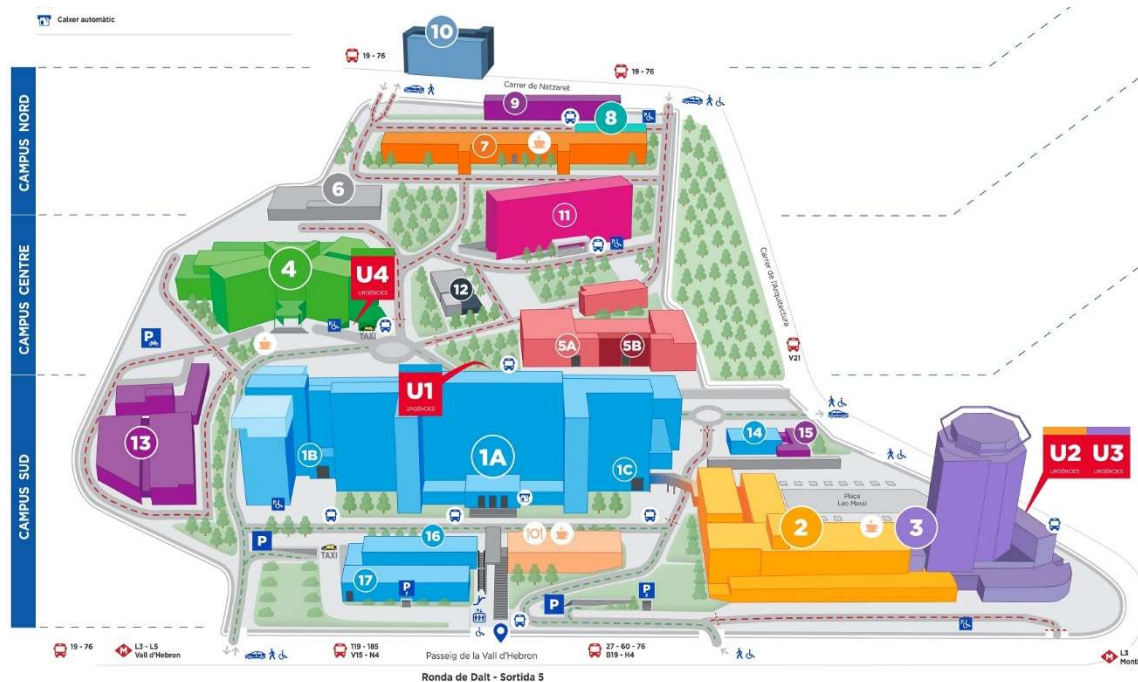 Caixer automàtic
10
19 - 76
19 - 76
Carrer de Natzaret
9
8
7
6
11
CAMPUS NORD
CAMPUS CENTRE
CAMPUS SUD
4
U4
URGÈNCIES
12
P
TAXI
Carrer de l'Arquitectura
5A
5B
V21
U1
URGÈNCIES
13
1B
1A
1C
14
15
U2
URGÈNCIES
U3
URGÈNCIES
Plaça
Leo Messi
2
3
P
TAXI
16
17
P
P
P
19 - 76
L3 - L5
Vall d'Hebron
119 - 185
V15 - N4
Passeig de la Vall d'Hebron
27 - 60 - 76
B19 - H4
L3
Ronda de Dalt - Sortida 5